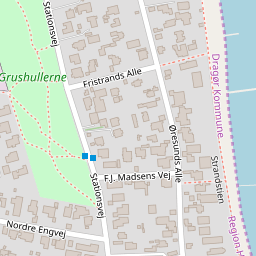 Stationsvej
Grushullerne
Fristrands Alle
Dragør Kommune
Øresunds Alle
Strandstien
F.J. Madsens Vej
Stationsvej
Nordre Engvej
Region H